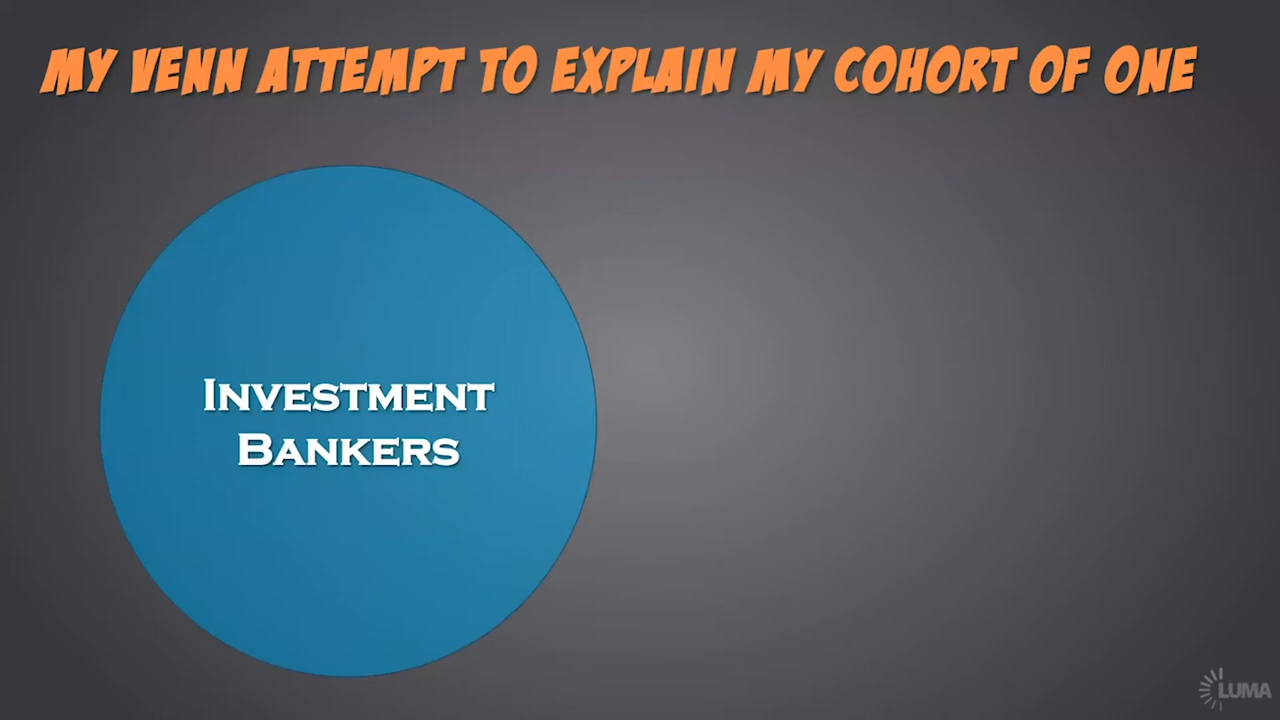 MY VENN ATTEMPT TO EXPLAIN MY COHORT OF ONE
INVESTMENT
BANKERS
LUMA